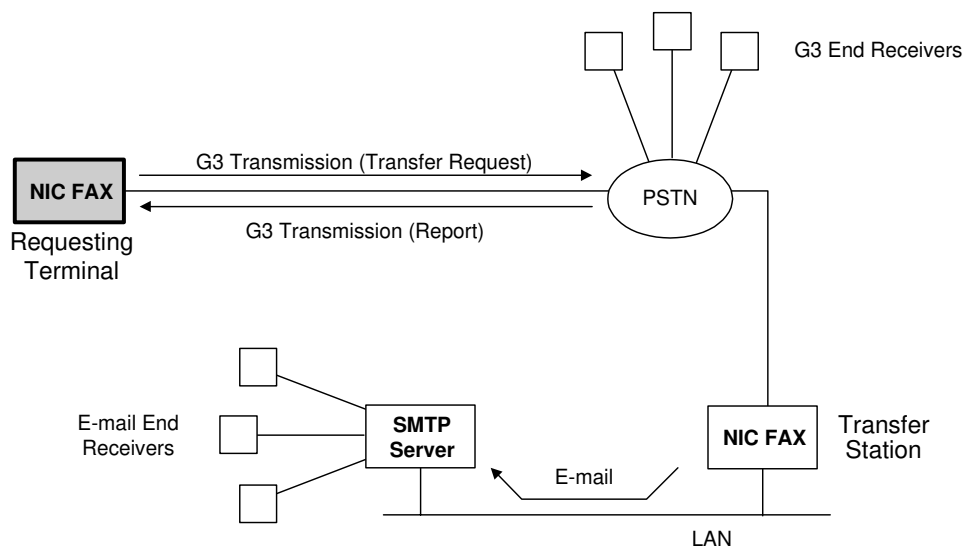 G3 End Receivers
G3 Transmission (Transfer Request)
NIC FAX
PSTN
G3 Transmission (Report)
Requesting
Terminal
E-mail End
Receivers
SMTP
Server
NIC FAX
Transfer
Station
E-mail
LAN